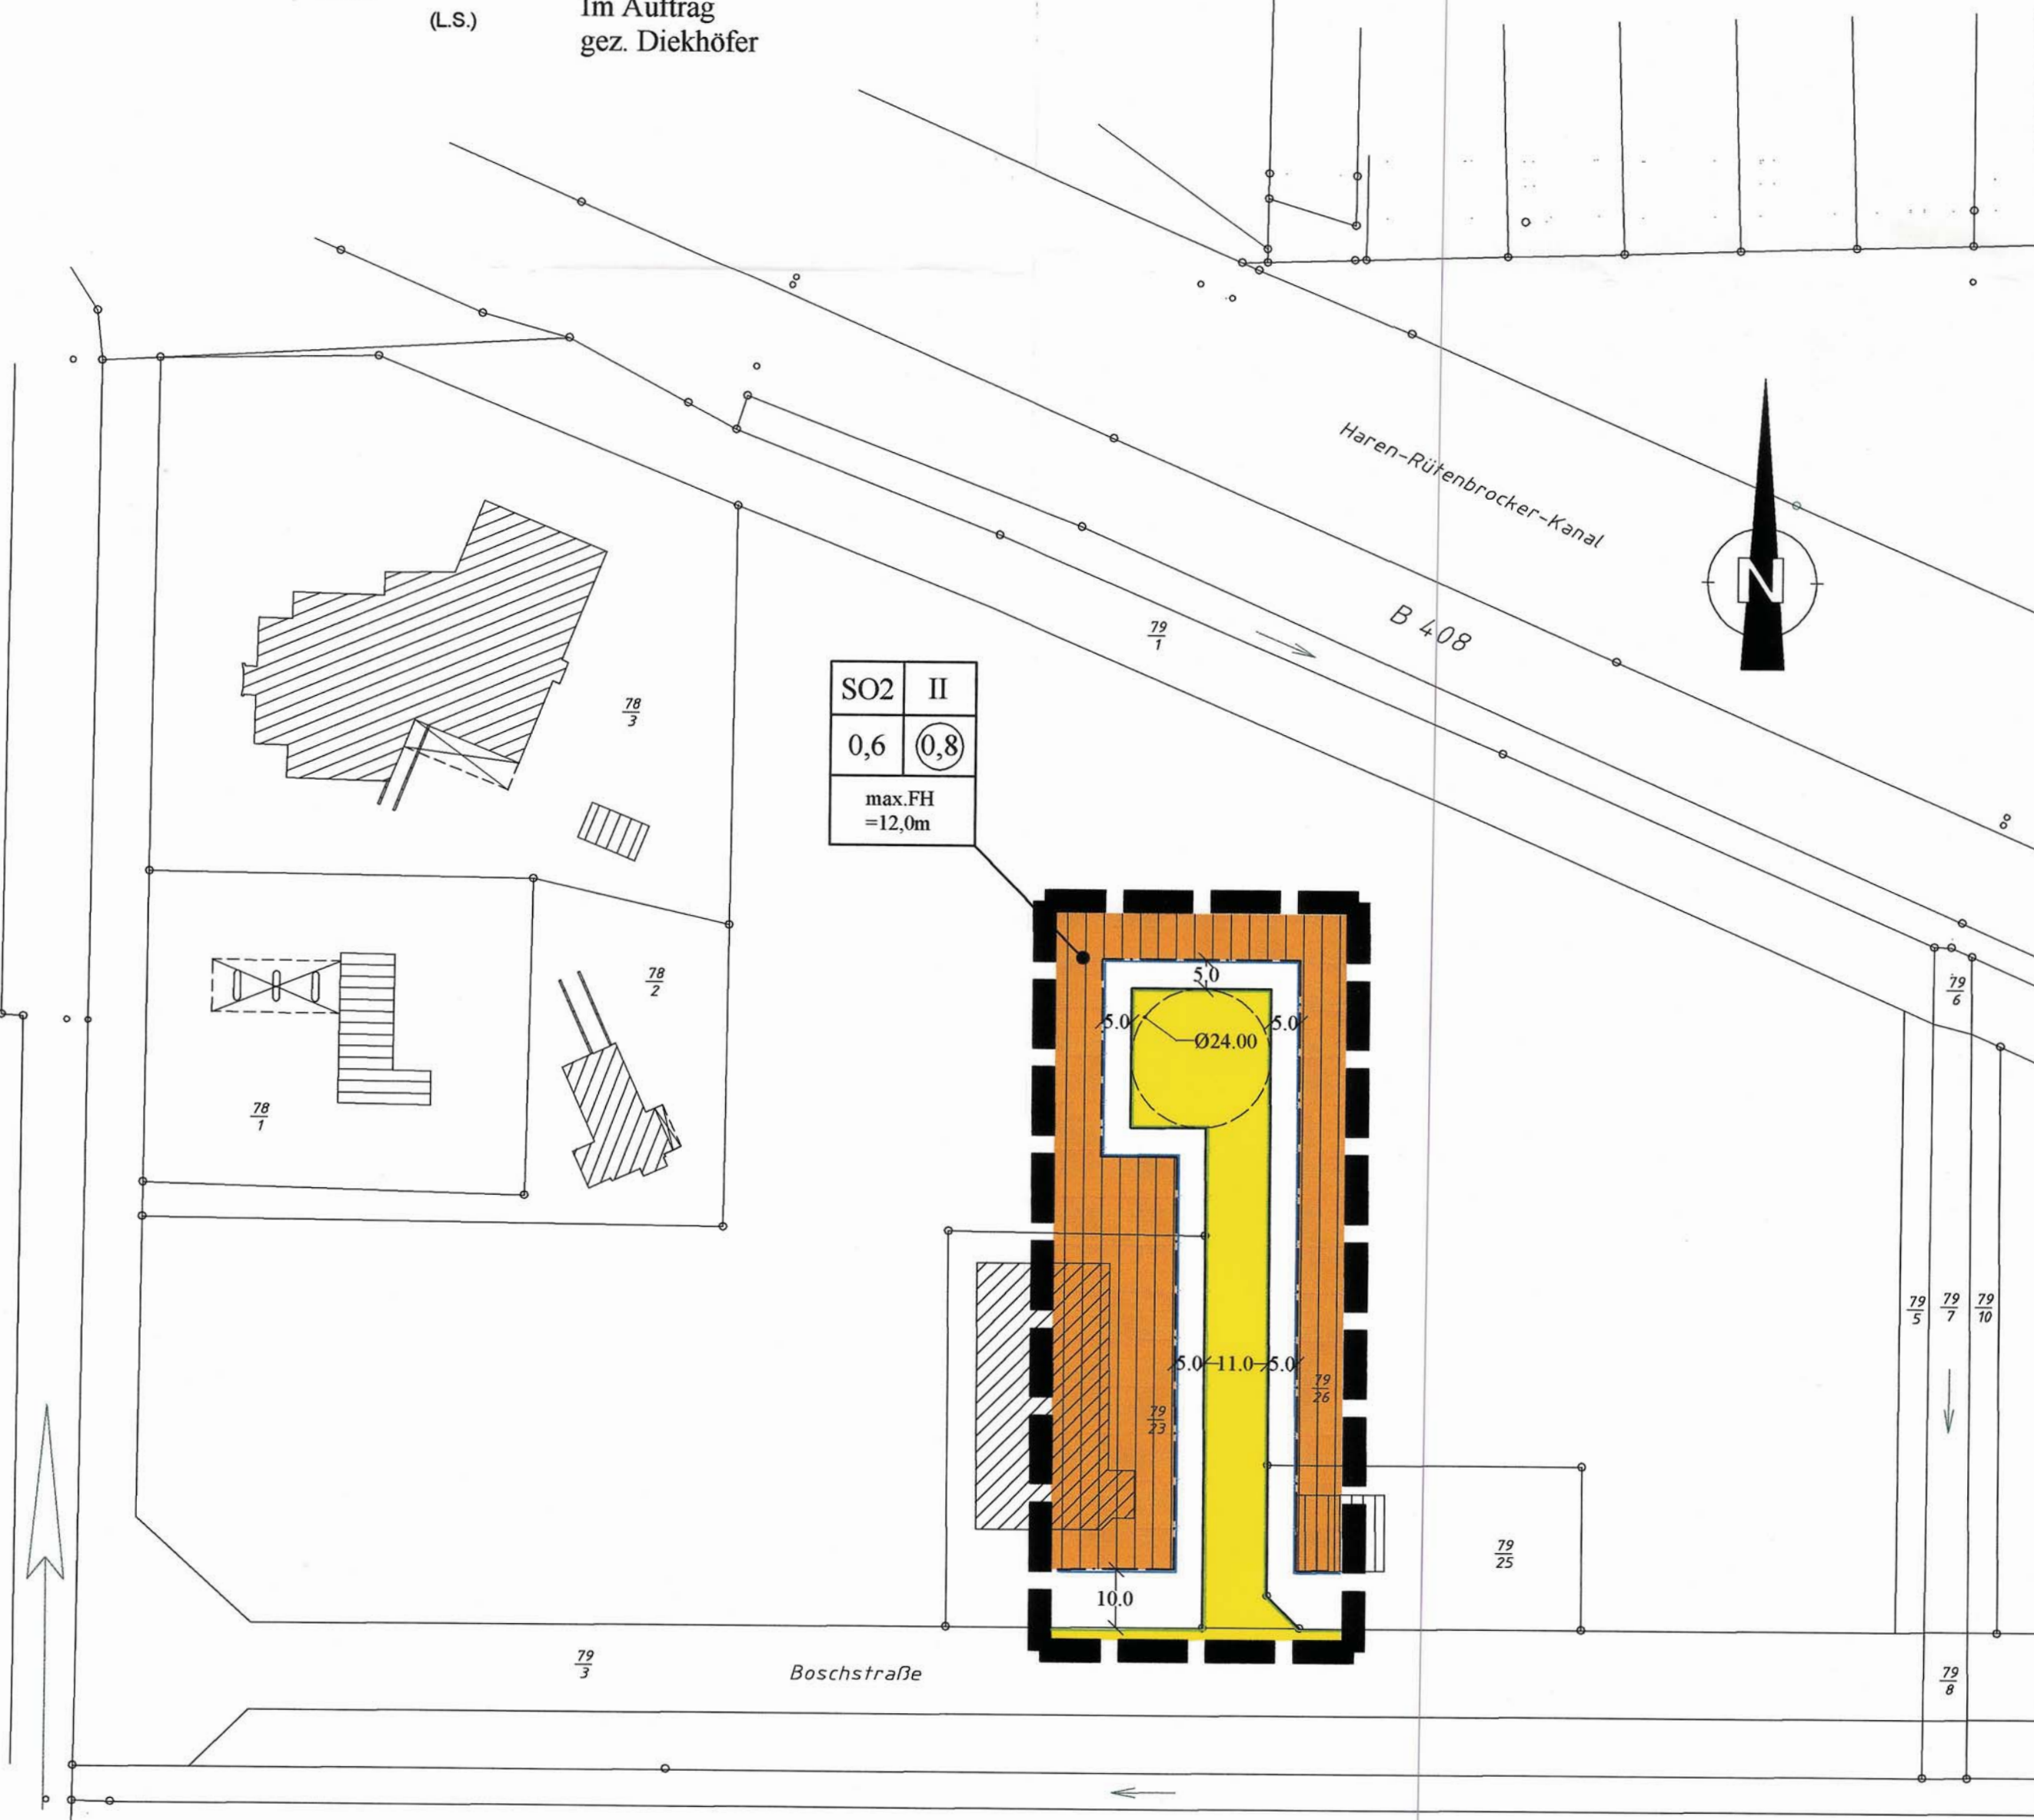 Im Auftrag
(L.S.)
gez. Diekhöfer
Haren-Rütenbrocker-Kanal
N
B 408
79
1
SO2 II
0,6 0,8
max.FH
=12,0m
78
3
78
2
78
1
79
6
5,0
5.0
5.0
Ø24.00
79
5
79
7
79
10
5.0 11.0 5.0
79
26
79
23
79
25
10.0
79
3
Boschstraße
79
8